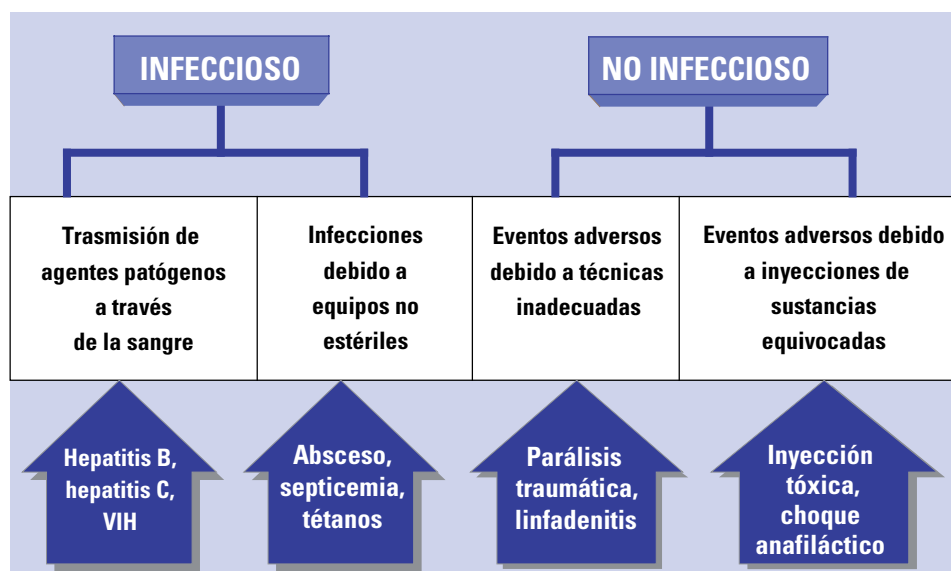 INFECCIOSO
NO INFECCIOSO
Trasmisión de
agentes patógenos
a través
de la sangre
Infecciones
debido a
equipos no
estériles
Eventos adversos
debido a técnicas
inadecuadas
Eventos adversos debido
a inyecciones de
sustancias
equivocadas
Hepatitis B,
hepatitis C,
VIH
Absceso,
septicemia,
tétanos
Parálisis
traumática,
linfadenitis
Inyección
tóxica,
choque
anafiláctico